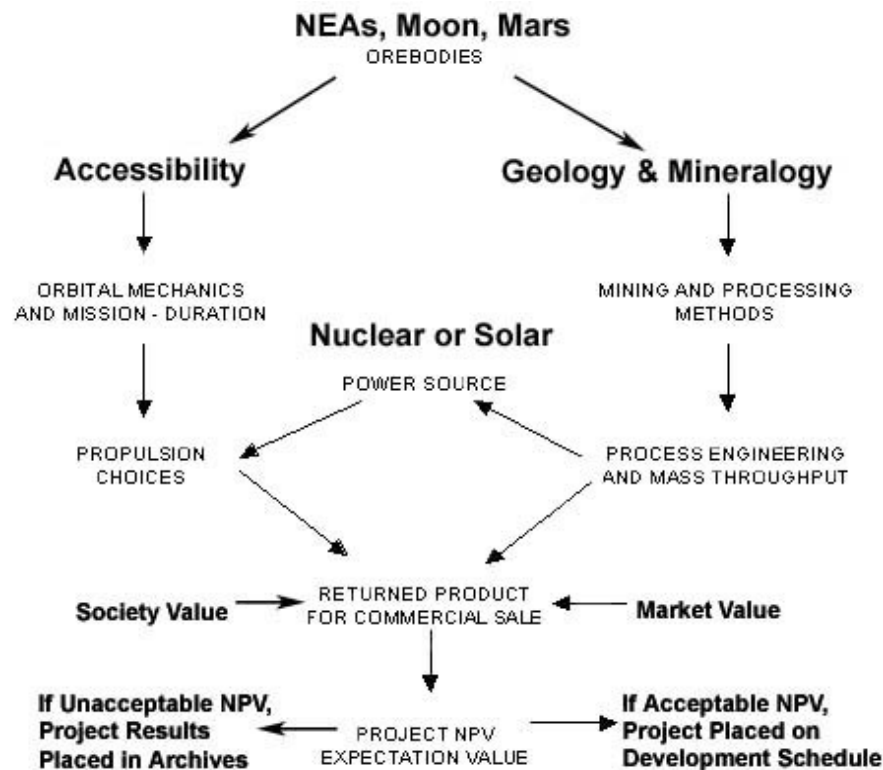 NEAs, Moon, Mars
OREBODIES
Accessibility
Geology & Mineralogy
ORBITAL MECHANICS
AND MISSION - DURATION
MINING AND PROCESSING
METHODS
Nuclear or Solar
POWER SOURCE
PROPULSION
CHOICES
PROCESS ENGINEERING
AND MASS THROUGHPUT
Society Value
RETURNED PRODUCT
FOR COMMERCIAL SALE
Market Value
If Unacceptable NPV,
Project Results
Placed in Archives
PROJECT NPV
EXPECTATION VALUE
If Acceptable NPV,
Project Placed on
Development Schedule